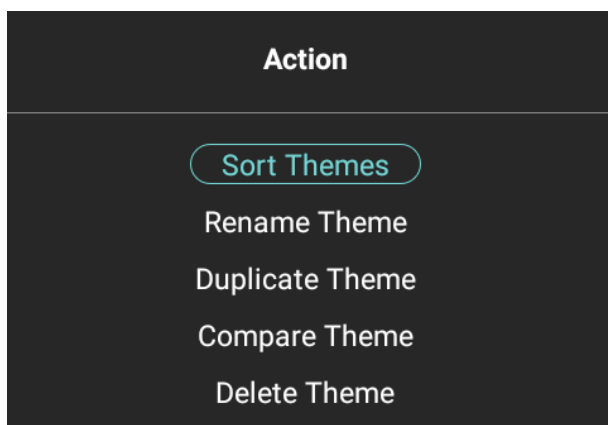 Action
Sort Themes
Rename Theme
Duplicate Theme
Compare Theme
Delete Theme